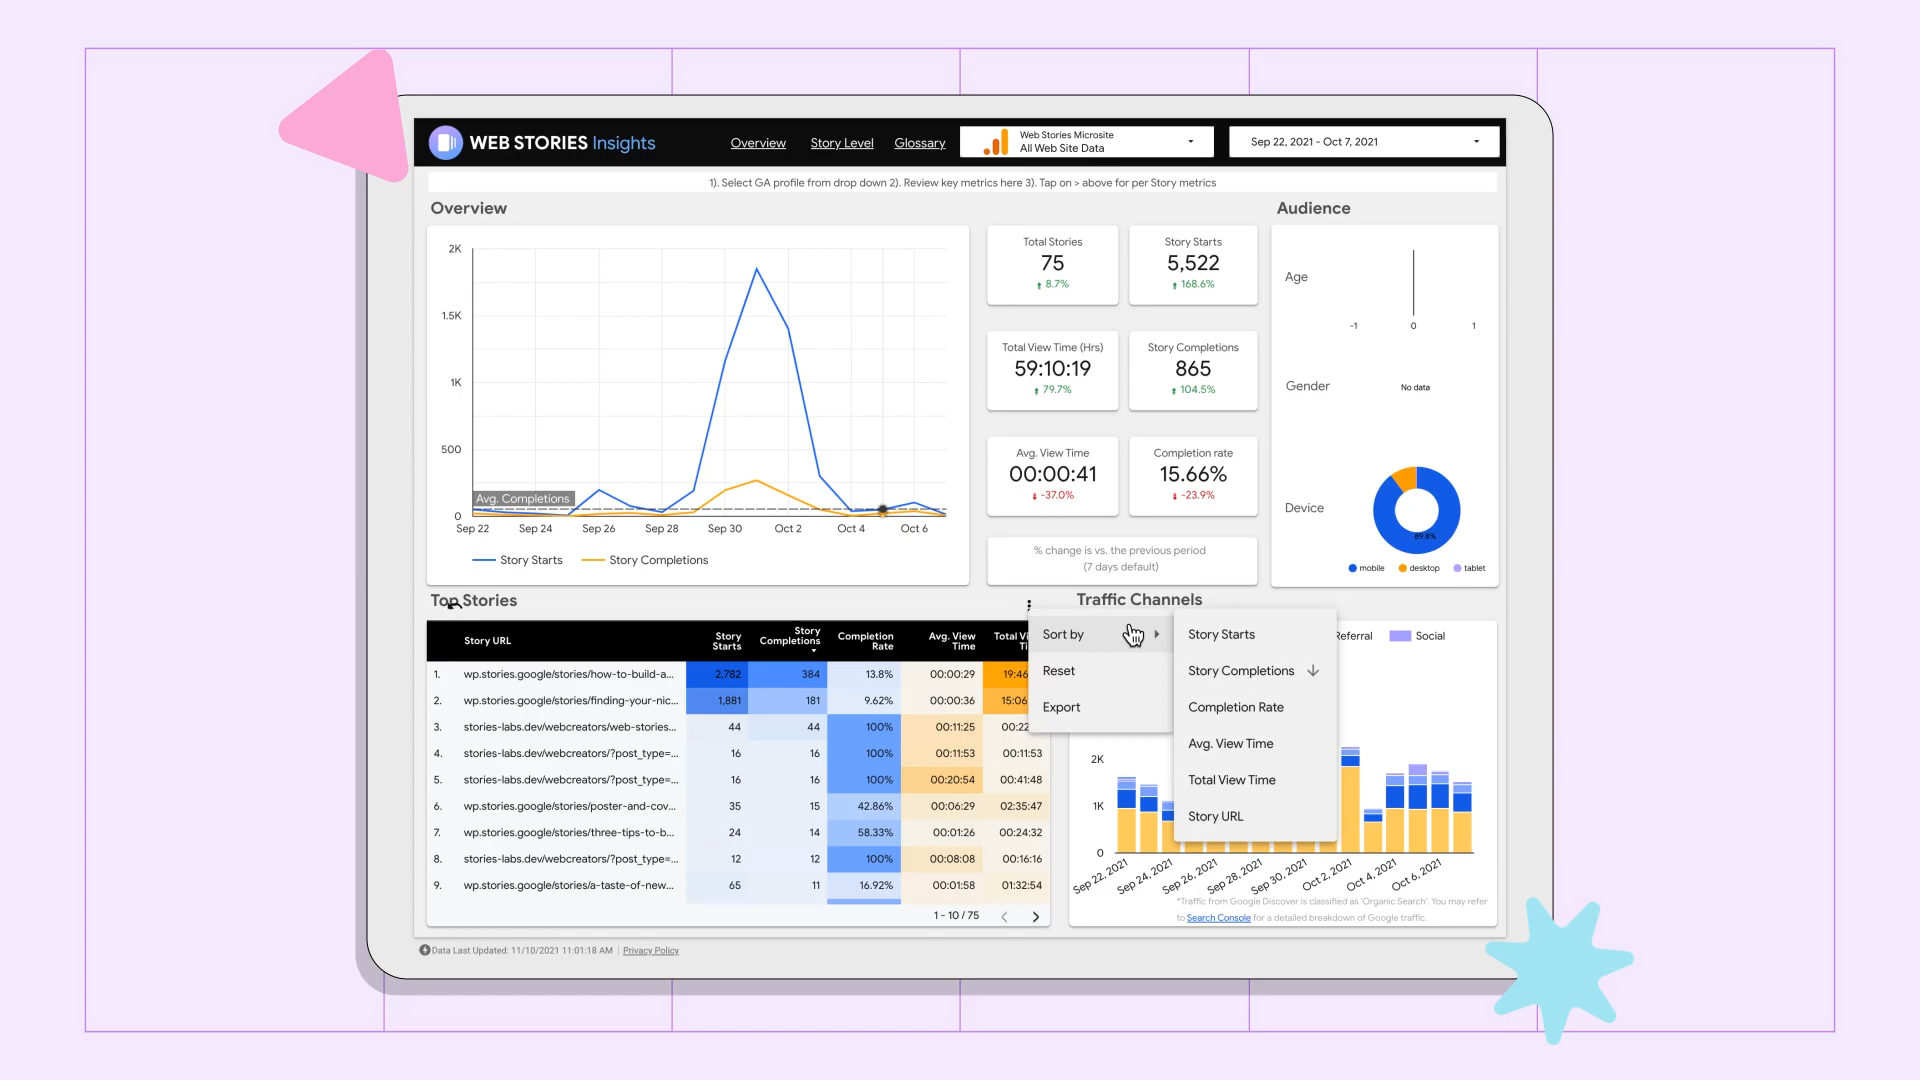 WEB STORIES Insights
Overview
Story Level
Glossary
Web Stories Microsite
All Web Site Data
Sep 22, 2021 - Oct 7, 2021
1). Select GA profile from drop down 2). Review key metrics here 3). Tap on > above for per Story metrics
Overview
2K
1.5K
1K
500
0
Avg. Completions
Sep 22 Sep 24 Sep 26 Sep 28 Sep 30 Oct 2 Oct 4 Oct 6
Story Starts Story Completions
Total Stories
75
8.7%
Story Starts
5,522
168.6%
Total View Time (Hrs)
59:10:19
79.7%
Story Completions
865
104.5%
Avg. View Time
00:00:41
-37.0%
Completion rate
15.66%
-23.9%
% change is vs. the previous period
(7 days default)
Audience
Age
-1 0 1
Gender
No data
Device
89.8%
mobile desktop tablet
Top Stories
Story URL
Story
Starts
Story
Completions
Completion
Rate
Avg. View
Time
Total Vi
Ti
1. wp.stories.google/stories/how-to-build-a... 2,782 384 13.8% 00:00:29 19:46
2. wp.stories.google/stories/finding-your-nic... 1,881 181 9.62% 00:00:36 15:06
3. stories-labs.dev/webcreators/web-stories... 44 44 100% 00:11:25 00:22
4. stories-labs.dev/webcreators/?post_type=... 16 16 100% 00:11:53 00:11:53
5. stories-labs.dev/webcreators/?post_type=... 16 16 100% 00:20:54 00:41:48
6. wp.stories.google/stories/poster-and-cov... 35 15 42.86% 00:06:29 02:35:47
7. wp.stories.google/stories/three-tips-to-b... 24 14 58.33% 00:01:26 00:24:32
8. stories-labs.dev/webcreators/?post_type=... 12 12 100% 00:08:08 00:16:16
9. wp.stories.google/stories/a-taste-of-new... 65 11 16.92% 00:01:58 01:32:54
1 - 10 / 75
Sort by
Reset
Export
Story Starts
Story Completions
Completion Rate
Avg. View Time
Total View Time
Story URL
Traffic Channels
Referral Social
2K
1K
0
Sep 22, 2021 Sep 24, 2021 Sep 26, 2021 Sep 28, 2021 Sep 30, 2021 Oct 2, 2021 Oct 4, 2021 Oct 6, 2021
*Traffic from Google Discover is classified as 'Organic Search'. You may refer
to Search Console for a detailed breakdown of Google traffic.
Data Last Updated: 11/10/2021 11:01:18 AM
Privacy Policy